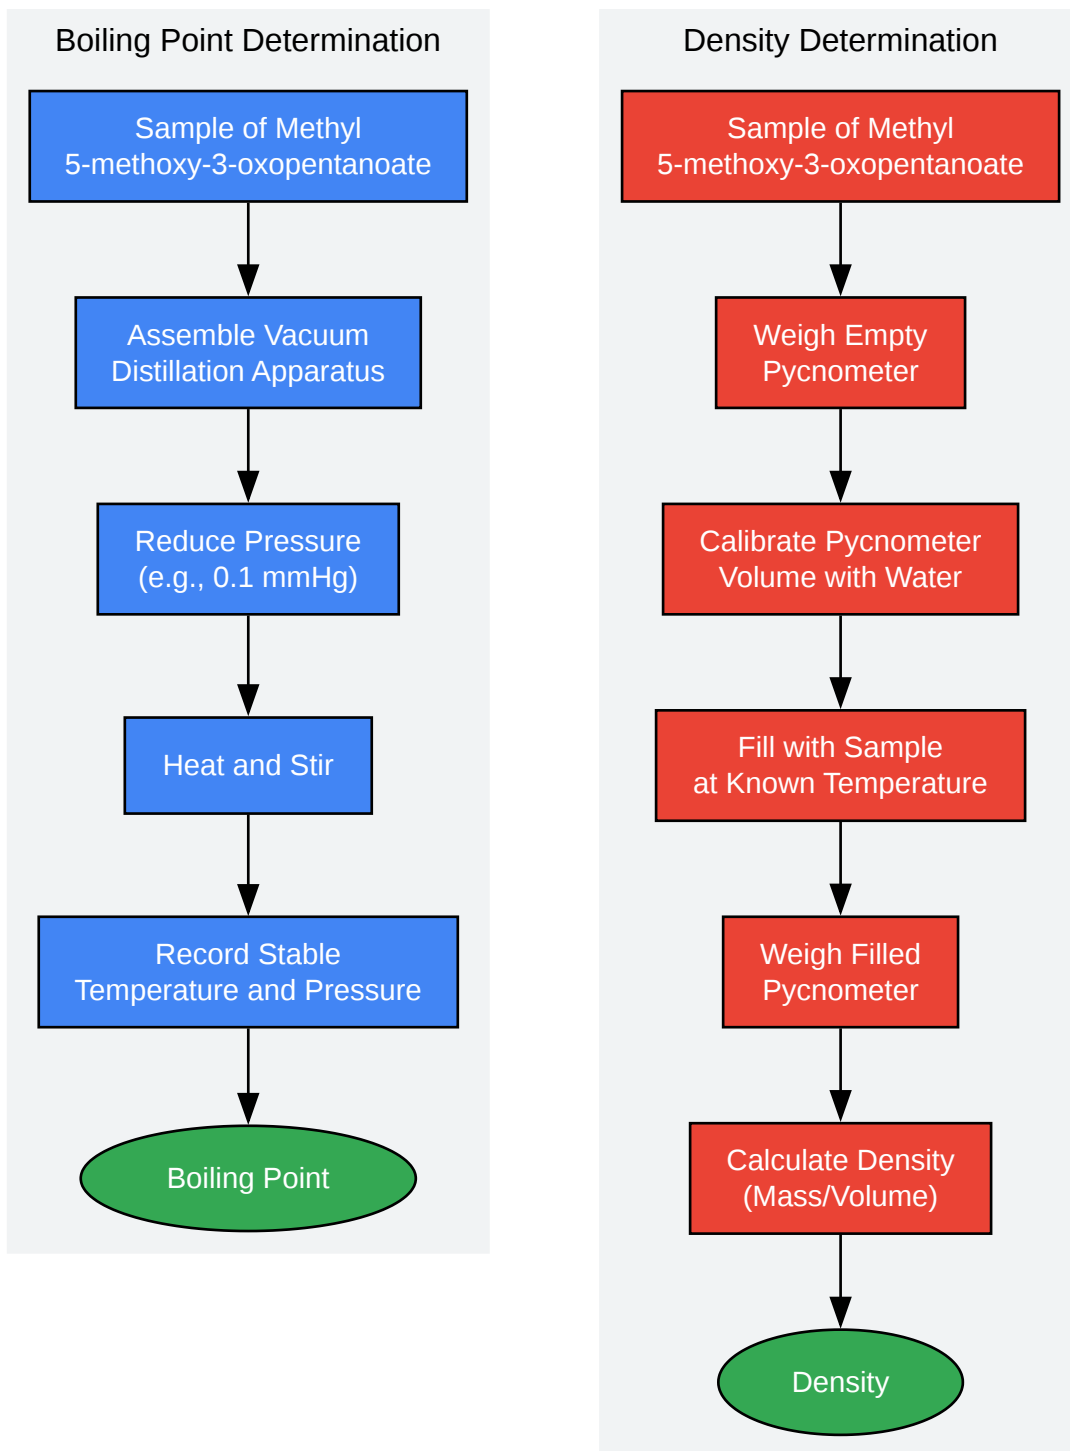 Boiling Point Determination
Sample of Methyl
5-methoxy-3-oxopentanoate
Assemble Vacuum
Distillation Apparatus
Reduce Pressure
(e.g., 0.1 mmHg)
Heat and Stir
Record Stable
Temperature and Pressure
Boiling Point
Density Determination
Sample of Methyl
5-methoxy-3-oxopentanoate
Weigh Empty
Pycnometer
Calibrate Pycnometer
Volume with Water
Fill with Sample
at Known Temperature
Weigh Filled
Pycnometer
Calculate Density
(Mass/Volume)
Density